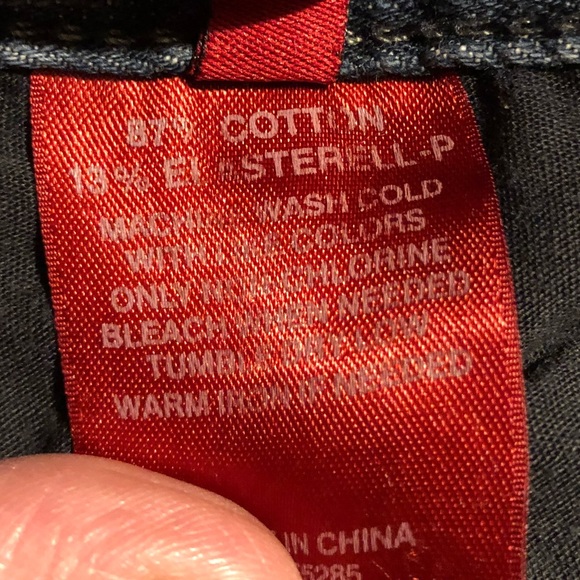 87% COTTON
13% ELASTERELL-P
MACHINE WASH COLD
WITH LIKE COLORS
ONLY NON-CHLORINE
BLEACH WHEN NEEDED
TUMBLE DRY LOW
WARM IRON IF NEEDED
IN CHINA
5285